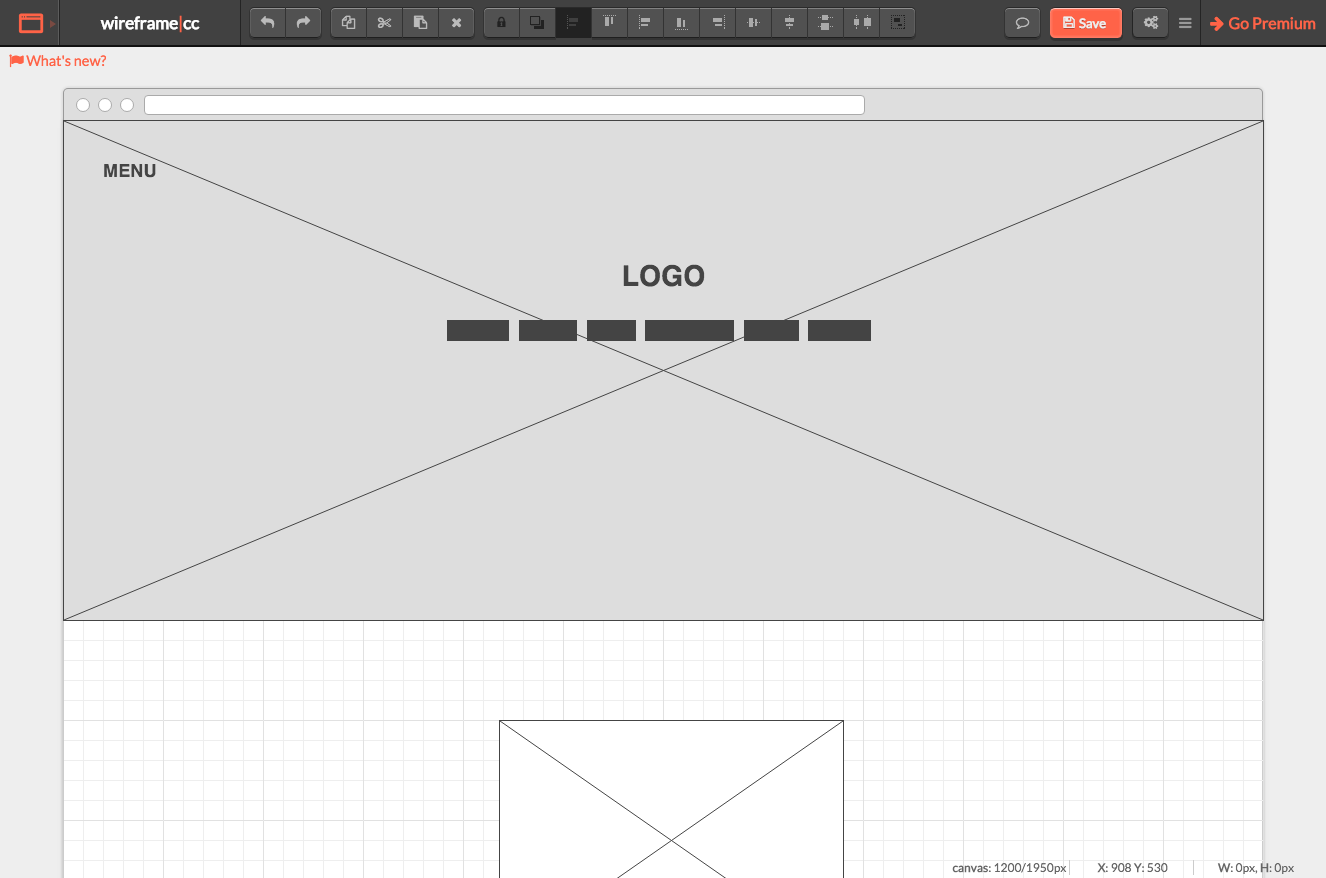 wireframe|cc
Save
Go Premium
What's new?
MENU
LOGO
canvas: 1200/1950px
X: 908 Y: 530
W: 0px, H: 0px